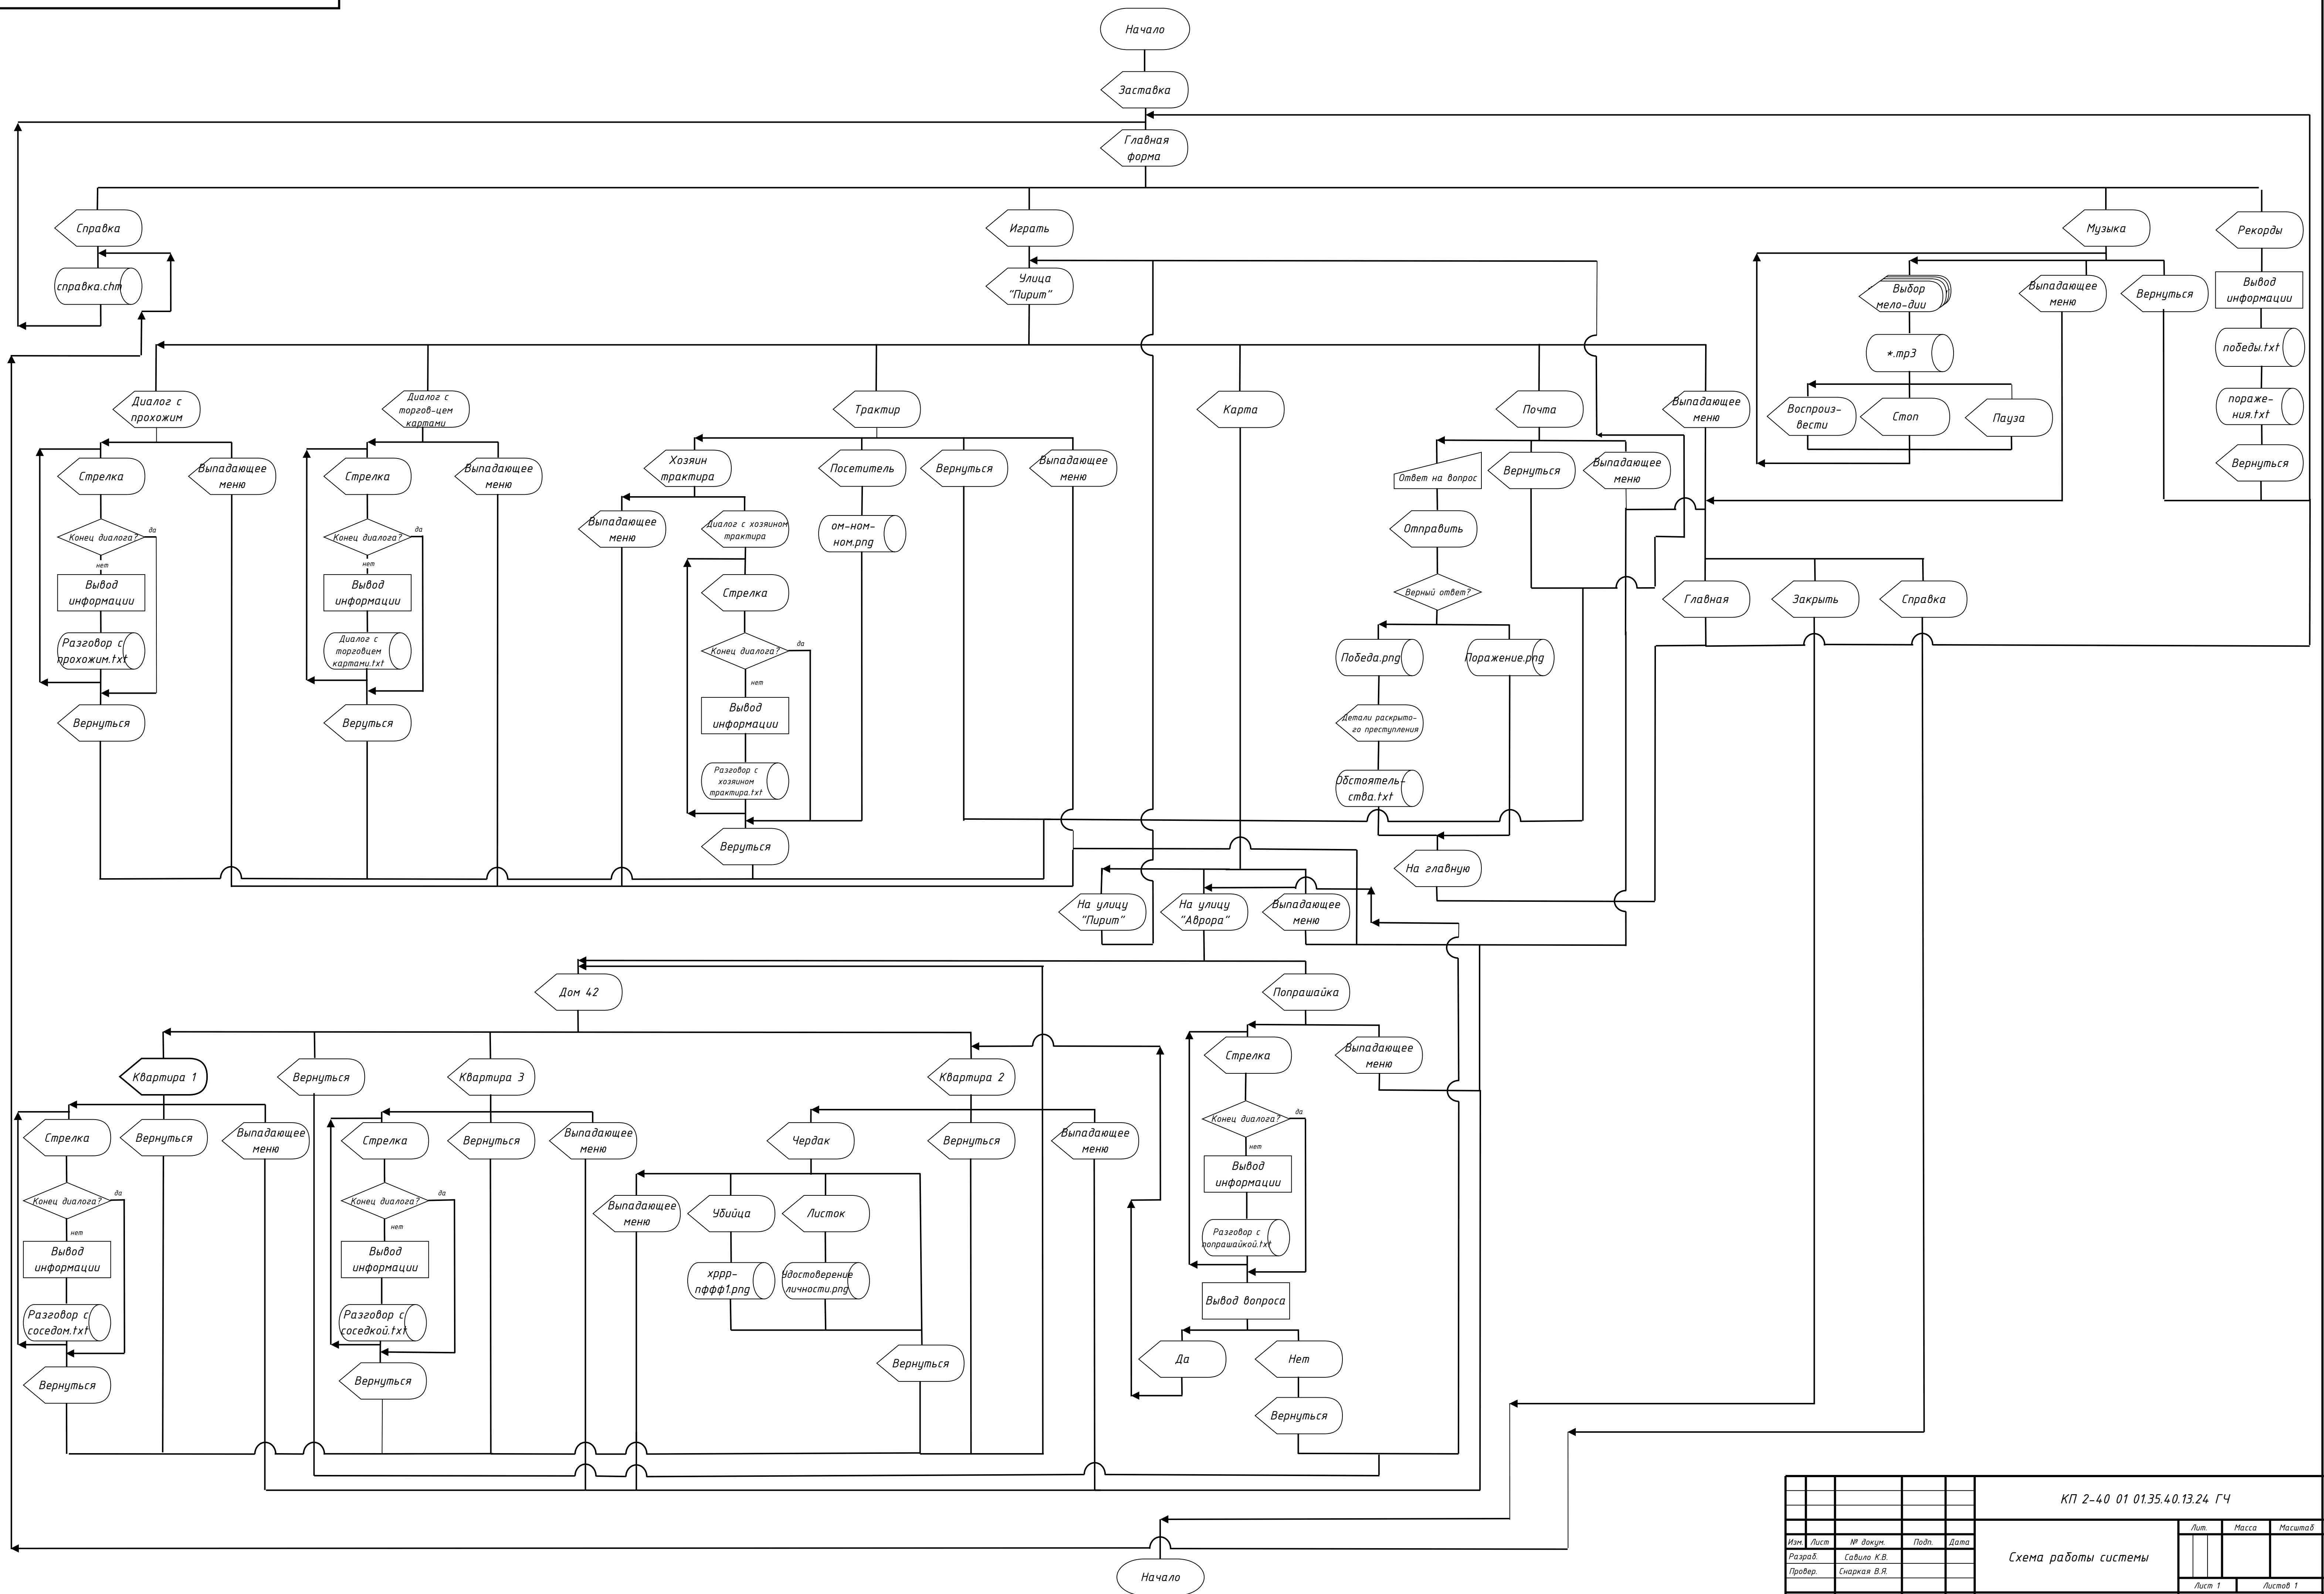 Начало
Заставка
Главная
форма
Справка
Играть
Музыка
Рекорды
справка.chm
Улица
"Пирит"
Выбор
мело-дии
Выпадающее
меню
Вернуться
Вывод
информации
*.mp3
победы.txt
Диалог с
прохожим
Диалог с
торгов-цем
картами
Трактир
Карта
Почта
Выпадающее
меню
Воспроиз-
вести
Стоп
Пауза
пораже-
ния.txt
Стрелка
Выпадающее
меню
Стрелка
Выпадающее
меню
Хозяин
трактира
Посетитель
Вернуться
Выпадающее
меню
Ответ на вопрос
Вернуться
Выпадающее
меню
Вернуться
Конец диалога?
да
нет
Конец диалога?
да
нет
Выпадающее
меню
Диалог с хозяином
трактира
ом-ном-
ном.png
Отправить
Вывод
информации
Вывод
информации
Стрелка
Верный ответ?
Главная
Закрыть
Справка
Разговор с
прохожим.txt
Диалог с
торговцем
картами.txt
Конец диалога?
да
нет
Победа.png
Поражение.png
Вернуться
Веруться
Вывод
информации
Детали раскрыто-
го преступления
Разговор с
хозяином
трактира.txt
Обстоятель-
ства.txt
Веруться
На главную
На улицу
"Пирит"
На улицу
"Аврора"
Выпадающее
меню
Дом 42
Попрашайка
Квартира 1
Вернуться
Квартира 3
Квартира 2
Стрелка
Выпадающее
меню
Стрелка
Вернуться
Выпадающее
меню
Стрелка
Вернуться
Выпадающее
меню
Чердак
Вернуться
Выпадающее
меню
Конец диалога?
да
нет
Конец диалога?
да
нет
Конец диалога?
да
нет
Выпадающее
меню
Убийца
Листок
Вывод
информации
Вывод
информации
Вывод
информации
хррр-
пффф1.png
Удостоверение
личности.png
Разговор с
попрашайкой.txt
Разговор с
соседом.txt
Разговор с
соседкой.txt
Вывод вопроса
Вернуться
Вернуться
Вернуться
Да
Нет
Вернуться
Начало
КП 2-40 01 01.35.40.13.24 ГЧ
Изм. Лист № докум. Подп. Дата
Разраб. Савило К.В.
Провер. Снаркая В.Я.
Схема работы системы
Лит. Масса Масштаб
Лист 1 Листов 1